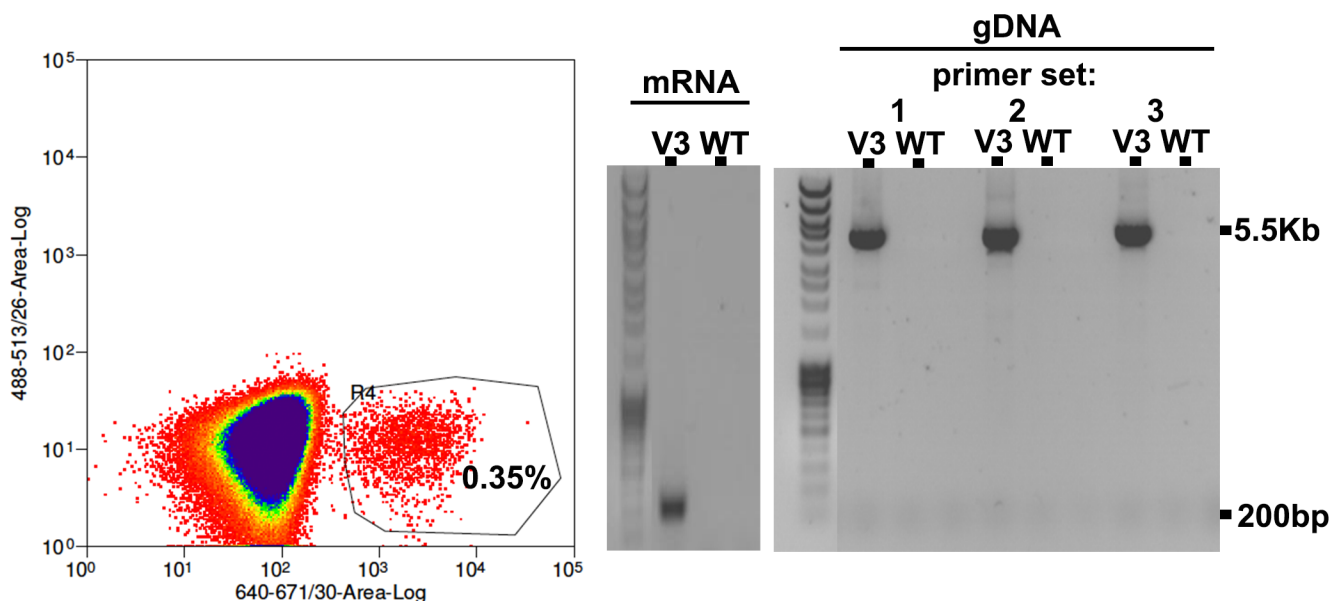 10⁵
10⁴
10³
10²
10¹
10⁰
488-513/26-Area-Log
R4
0.35%
10⁰ 10¹ 10² 10³ 10⁴ 10⁵
640-671/30-Area-Log
mRNA
V3 WT
gDNA
primer set:
1 2 3
V3 WT V3 WT V3 WT
5.5Kb
200bp